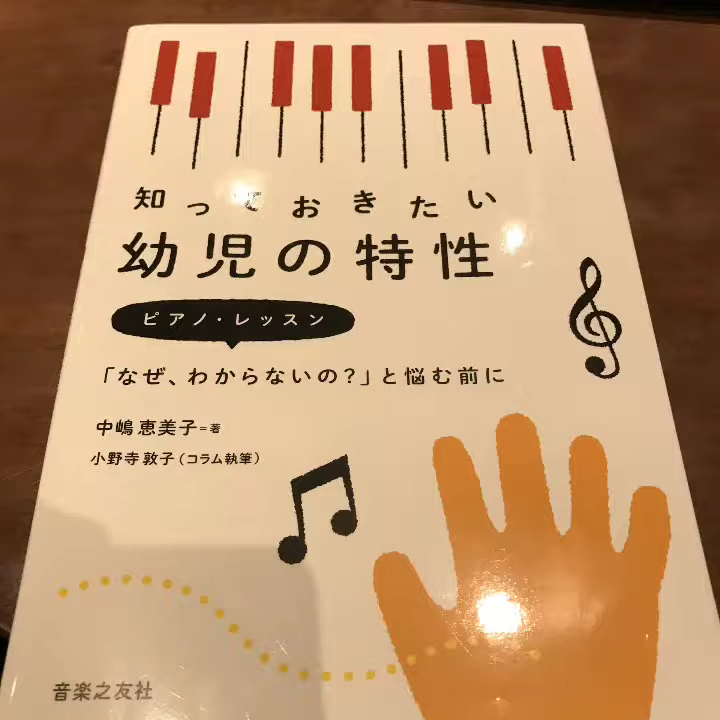 知っておきたい
幼児の特性
ピアノ・レッスン
「なぜ、わからないの?」と悩む前に
中嶋恵美子=著
小野寺敦子(コラム執筆)
音楽之友社